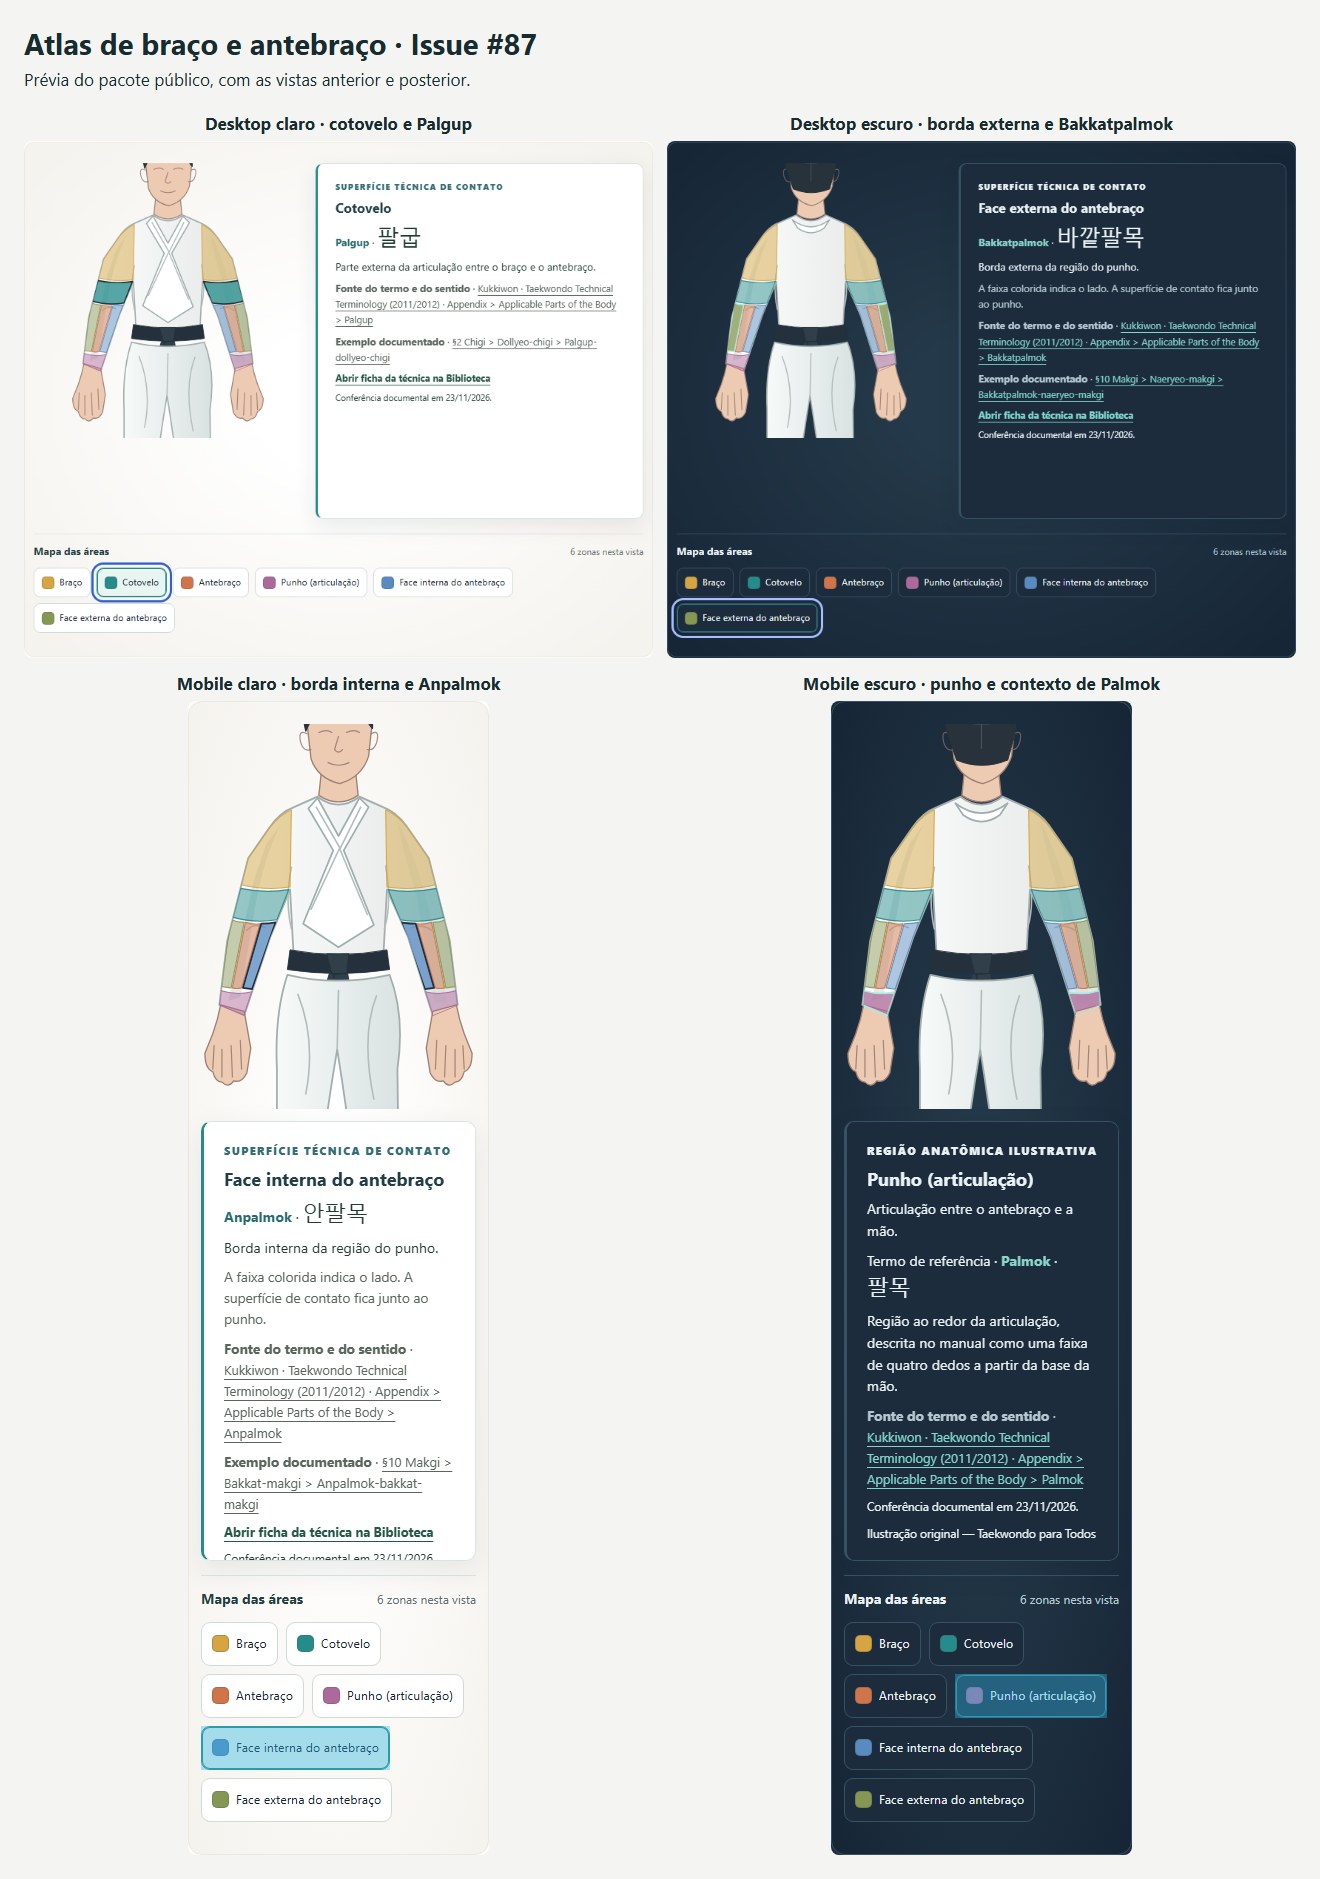 Atlas de braço e antebraço · Issue #87
Prévia do pacote público, com as vistas anterior e posterior.
Desktop claro · cotovelo e Palgup
SUPERFÍCIE TÉCNICA DE CONTATO
Cotovelo
Palgup · 팔굽
Parte externa da articulação entre o braço e o antebraço.
Fonte do termo e do sentido · Kukkiwon · Taekwondo Technical
Terminology (2011/2012) · Appendix > Applicable Parts of the Body
> Palgup
Exemplo documentado · §2 Chigi > Dollyeo-chigi > Palgup-
dollyeo-chigi
Abrir ficha da técnica na Biblioteca
Conferência documental em 23/11/2026.
Mapa das áreas
6 zonas nesta vista
Braço
Cotovelo
Antebraço
Punho (articulação)
Face interna do antebraço
Face externa do antebraço
Desktop escuro · borda externa e Bakkatpalmok
SUPERFÍCIE TÉCNICA DE CONTATO
Face externa do antebraço
Bakkatpalmok · 바깥팔목
Borda externa da região do punho.
A faixa colorida indica o lado. A superfície de contato fica junto
ao punho.
Fonte do termo e do sentido · Kukkiwon · Taekwondo Technical
Terminology (2011/2012) · Appendix > Applicable Parts of the Body
> Bakkatpalmok
Exemplo documentado · §10 Makgi > Naeryeo-makgi >
Bakkatpalmok-naeryeo-makgi
Abrir ficha da técnica na Biblioteca
Conferência documental em 23/11/2026.
Mapa das áreas
6 zonas nesta vista
Braço
Cotovelo
Antebraço
Punho (articulação)
Face interna do antebraço
Face externa do antebraço
Mobile claro · borda interna e Anpalmok
SUPERFÍCIE TÉCNICA DE CONTATO
Face interna do antebraço
Anpalmok · 안팔목
Borda interna da região do punho.
A faixa colorida indica o lado. A
superfície de contato fica junto ao
punho.
Fonte do termo e do sentido ·
Kukkiwon · Taekwondo Technical
Terminology (2011/2012) · Appendix >
Applicable Parts of the Body >
Anpalmok
Exemplo documentado · §10 Makgi >
Bakkat-makgi > Anpalmok-bakkat-
makgi
Abrir ficha da técnica na Biblioteca
Conferência documental em 23/11/2026
Mapa das áreas
6 zonas nesta vista
Braço
Cotovelo
Antebraço
Punho (articulação)
Face interna do antebraço
Face externa do antebraço
Mobile escuro · punho e contexto de Palmok
REGIÃO ANATÔMICA ILUSTRATIVA
Punho (articulação)
Articulação entre o antebraço e a
mão.
Termo de referência · Palmok ·
팔목
Região ao redor da articulação,
descrita no manual como uma faixa
de quatro dedos a partir da base da
mão.
Fonte do termo e do sentido ·
Kukkiwon · Taekwondo Technical
Terminology (2011/2012) · Appendix >
Applicable Parts of the Body > Palmok
Conferência documental em 23/11/2026.
Ilustração original — Taekwondo para Todos
Mapa das áreas
6 zonas nesta vista
Braço
Cotovelo
Antebraço
Punho (articulação)
Face interna do antebraço
Face externa do antebraço